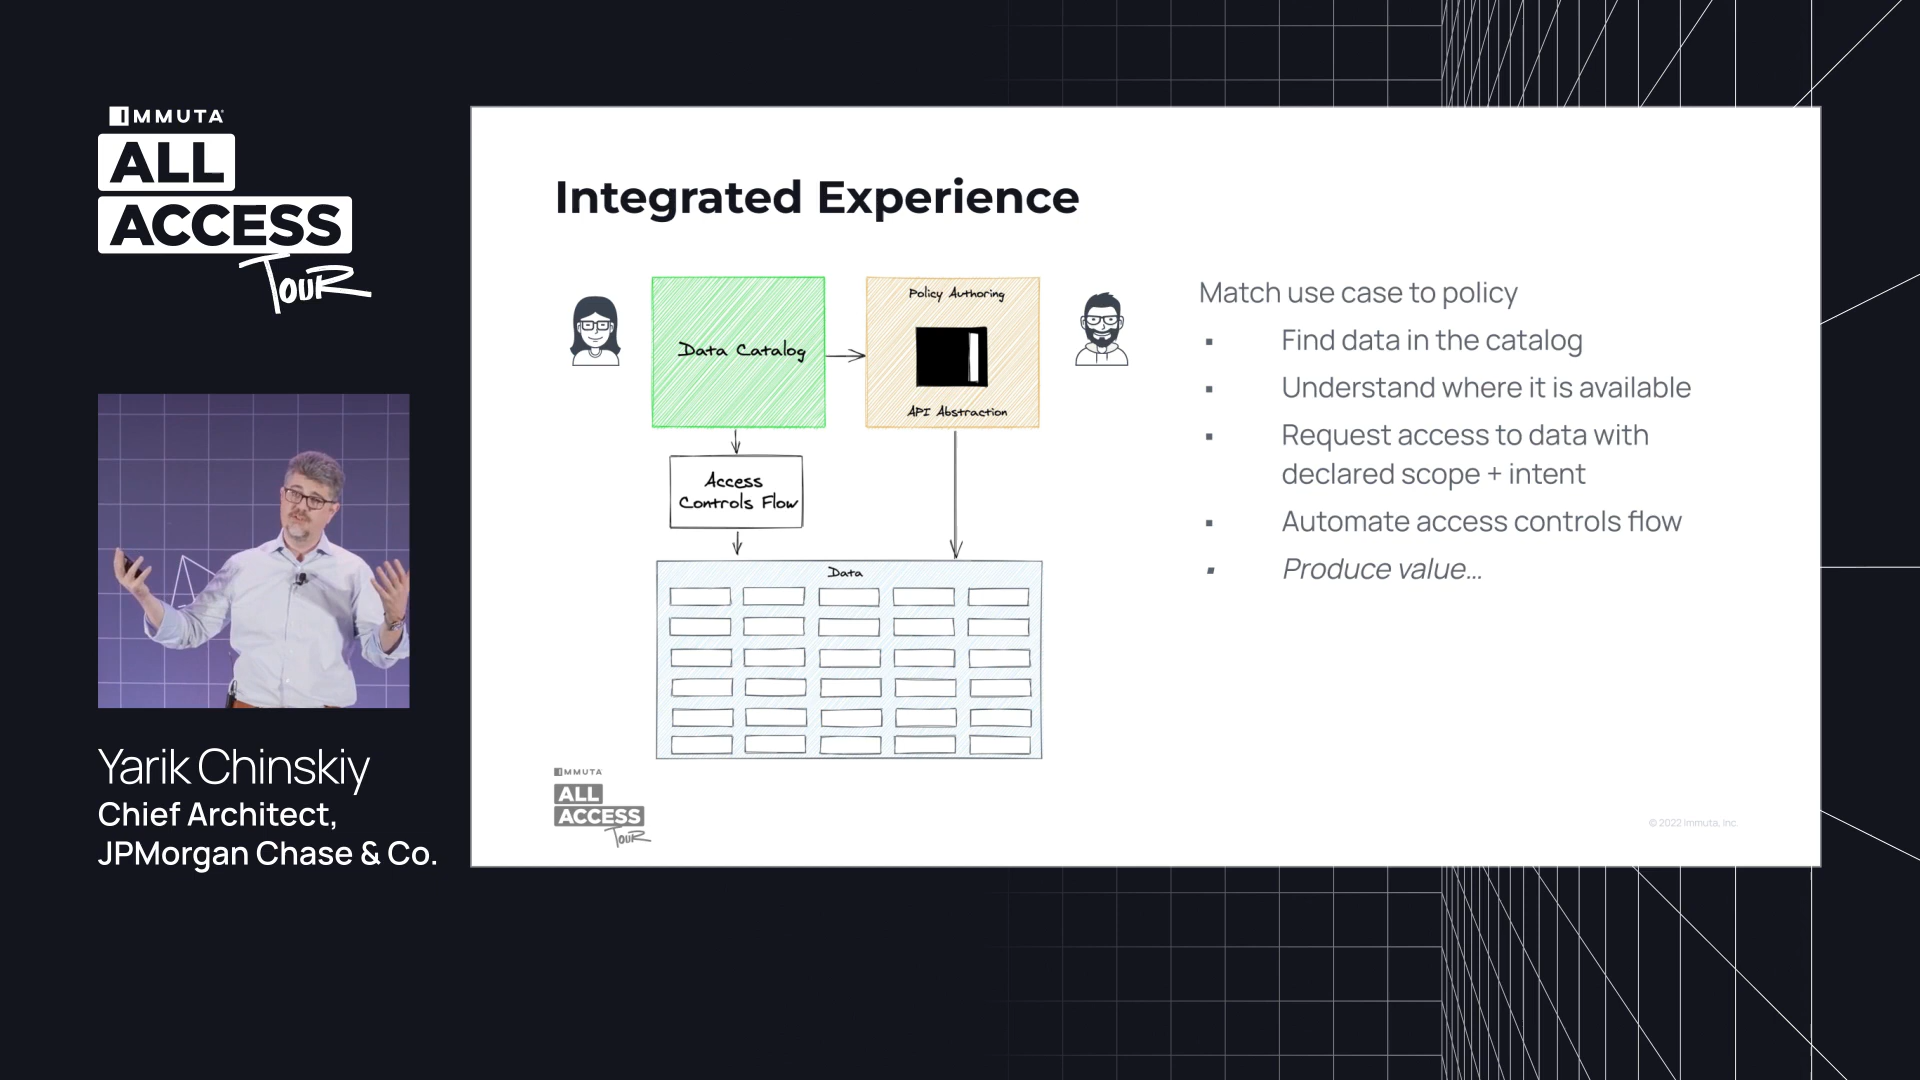 IMMUTA
ALL
ACCESS
TOUR
Yarik Chinskiy
Chief Architect,
JPMorgan Chase & Co.
Integrated Experience
Data Catalog
Policy Authoring
API Abstraction
Access
Controls Flow
Data
Match use case to policy
▪ Find data in the catalog
▪ Understand where it is available
▪ Request access to data with
declared scope + intent
▪ Automate access controls flow
▪ Produce value...
IMMUTA
ALL
ACCESS
TOUR
© 2022 Immuta, Inc.